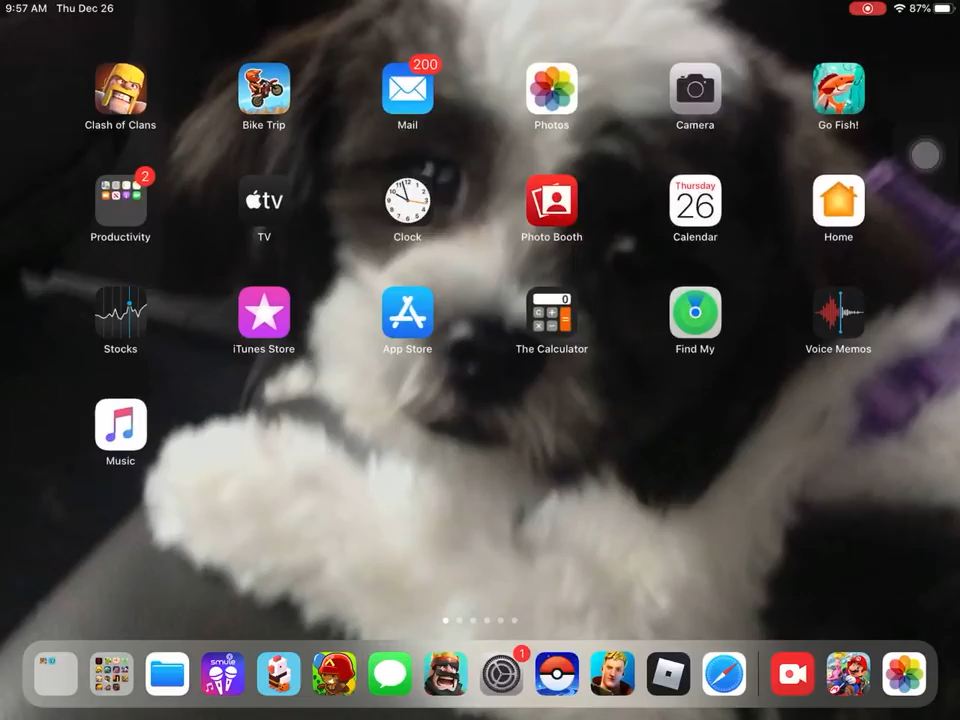 9:57 AM Thu Dec 26
87%
Clash of Clans
Bike Trip
200
Mail
Photos
Camera
Go Fish!
2
Productivity
tv
TV
Clock
Photo Booth
Thursday
26
Calendar
Home
Stocks
iTunes Store
App Store
0
The Calculator
Find My
Voice Memos
Music
smule
1